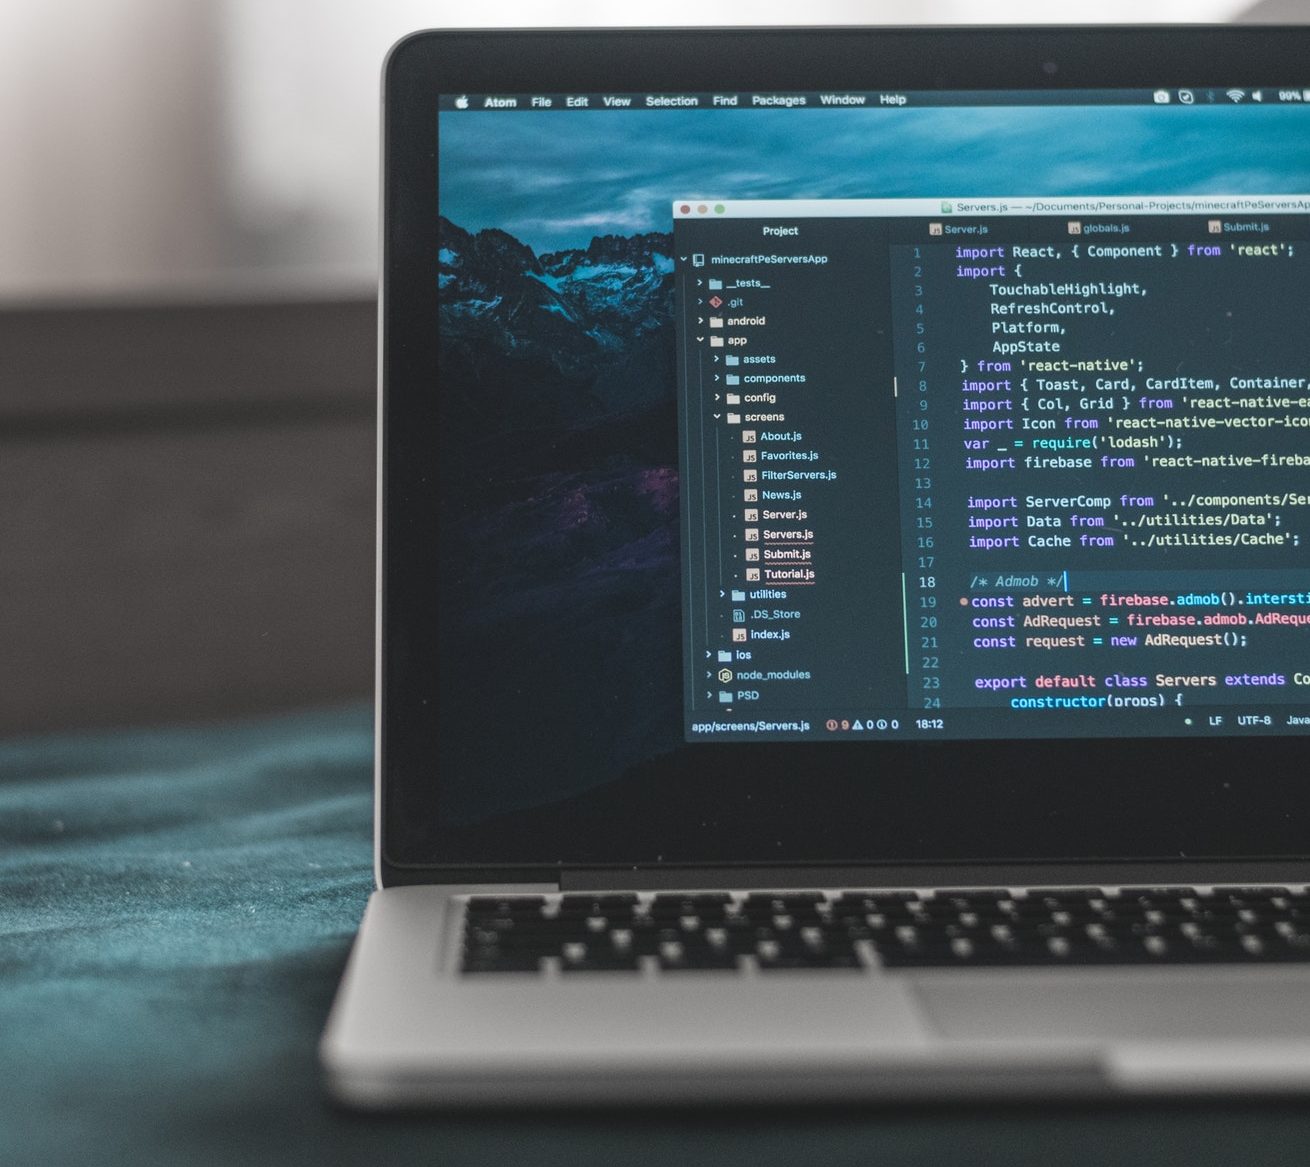 Atom File Edit View Selection Find Packages Window Help 99%
Servers.js — ~/Documents/Personal-Projects/minecraftPeServersAp
Project
minecraftPeServersApp
__tests__
.git
android
app
assets
components
config
screens
About.js
Favorites.js
FilterServers.js
News.js
Server.js
Servers.js
Submit.js
Tutorial.js
utilities
.DS_Store
index.js
ios
node_modules
PSD
Server.js globals.js Submit.js
1 import React, { Component } from 'react';
2 import {
3 TouchableHighlight,
4 RefreshControl,
5 Platform,
6 AppState
7 } from 'react-native';
8 import { Toast, Card, CardItem, Container,
9 import { Col, Grid } from 'react-native-ea
10 import Icon from 'react-native-vector-ico
11 var _ = require('lodash');
12 import firebase from 'react-native-fireba
13
14 import ServerComp from '../components/Ser
15 import Data from '../utilities/Data';
16 import Cache from '../utilities/Cache';
17
18 /* Admob */
19 const advert = firebase.admob().intersti
20 const AdRequest = firebase.admob.AdReque
21 const request = new AdRequest();
22
23 export default class Servers extends Co
24 constructor(props) {
app/screens/Servers.js 9 0 0 18:12 LF UTF-8 Java